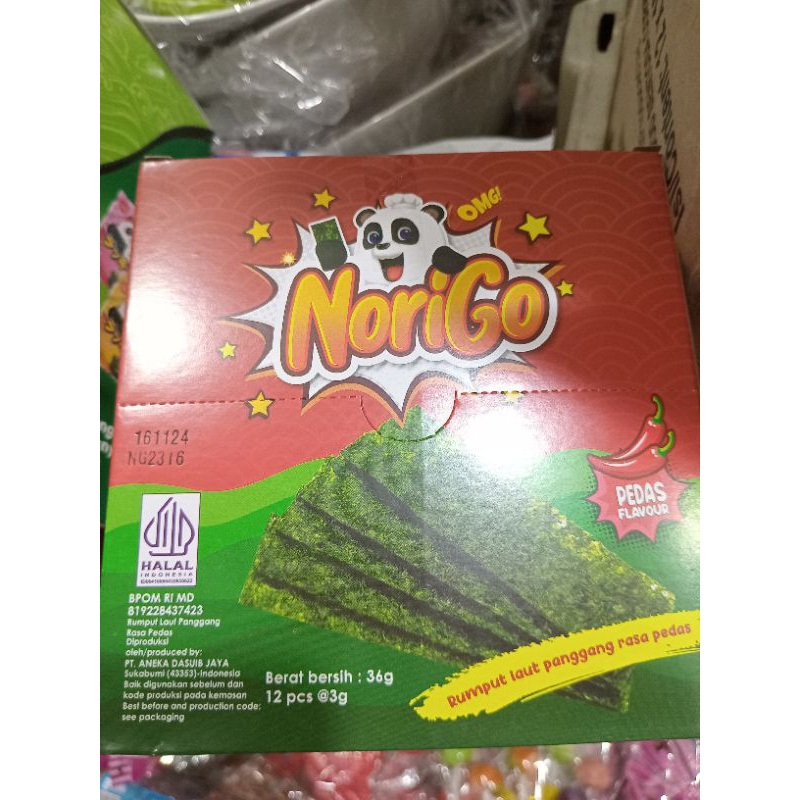 OMG!
NoriGo
161124
NG2316
PEDAS
FLAVOUR
HALAL
INDONESIA
BPOM RI MD
819228437423
Rumput Laut Panggang
Rasa Pedas
Diproduksi
oleh/produced by:
PT. ANEKA DASUIB JAYA
Sukabumi (43353)-Indonesia
Baik digunakan sebelum dan
kode produksi pada kemasan
Best before and production code:
see packaging
Berat bersih : 36g
12 pcs @3g
Rumput laut panggang rasa pedas